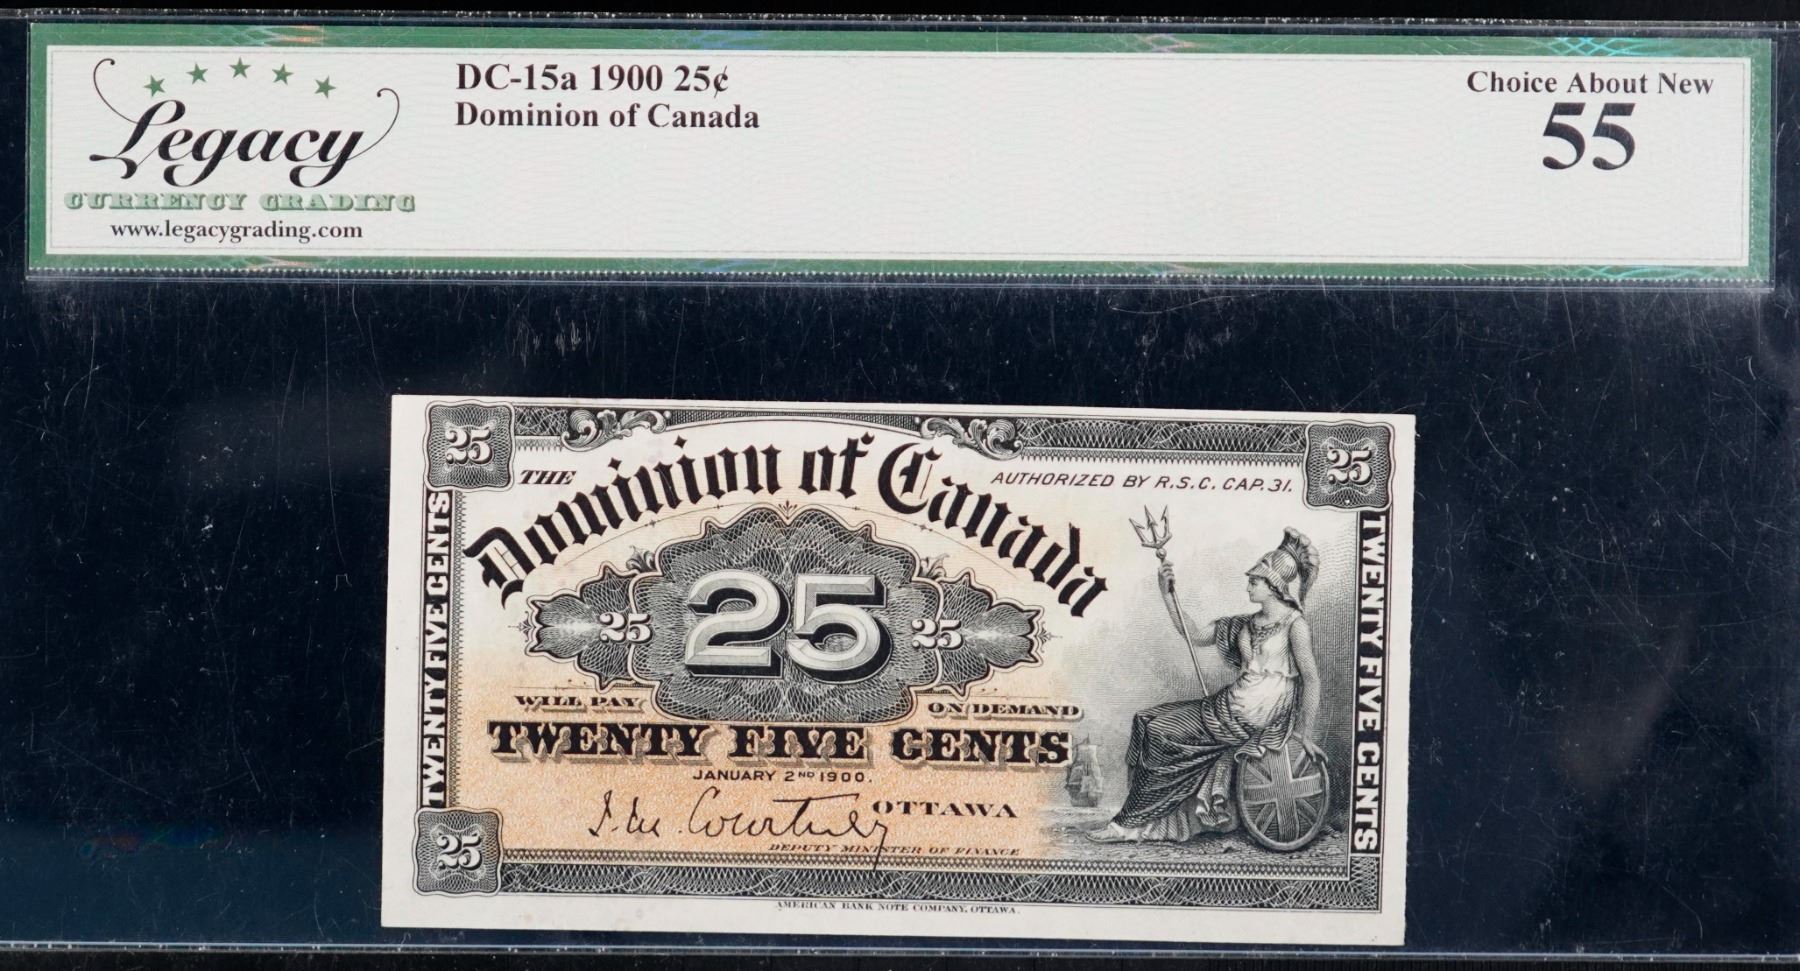 Legacy
CURRENCY GRADING
www.legacygrading.com
DC-15a 1900 25¢
Dominion of Canada
Choice About New
55
25
25
THE
Dominion of Canada
AUTHORIZED BY R.S.C. CAP. 31.
TWENTY FIVE CENTS
TWENTY FIVE CENTS
25
25
25
WILL PAY
ON DEMAND
TWENTY FIVE CENTS
JANUARY 2ND 1900.
J. M. Courtney
OTTAWA
DEPUTY MINISTER OF FINANCE
25
AMERICAN BANK NOTE COMPANY, OTTAWA.